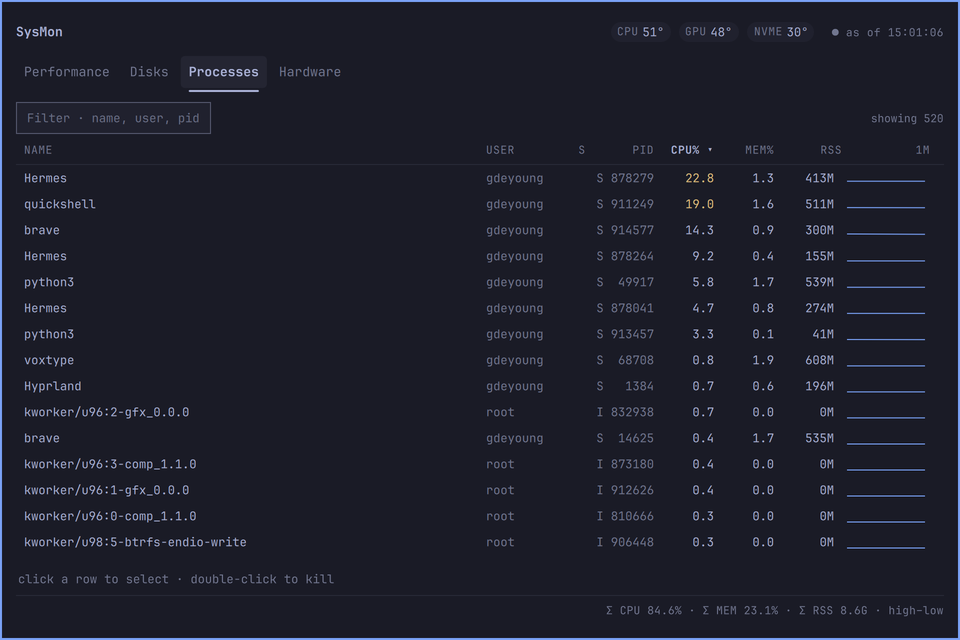 SysMon CPU 51° GPU 48° NVME 30° ● as of 15:01:06
Performance Disks Processes Hardware
Filter · name, user, pid showing 520
NAME USER S PID CPU% ▾ MEM% RSS 1M
Hermes gdeyoung S 878279 22.8 1.3 413M
quickshell gdeyoung S 911249 19.0 1.6 511M
brave gdeyoung S 914577 14.3 0.9 300M
Hermes gdeyoung S 878264 9.2 0.4 155M
python3 gdeyoung S 49917 5.8 1.7 539M
Hermes gdeyoung S 878041 4.7 0.8 274M
python3 gdeyoung S 913457 3.3 0.1 41M
voxtype gdeyoung S 68708 0.8 1.9 608M
Hyprland gdeyoung S 1384 0.7 0.6 196M
kworker/u96:2-gfx_0.0.0 root I 832938 0.7 0.0 0M
brave gdeyoung S 14625 0.4 1.7 535M
kworker/u96:3-comp_1.1.0 root I 873180 0.4 0.0 0M
kworker/u96:1-gfx_0.0.0 root I 912626 0.4 0.0 0M
kworker/u96:0-comp_1.1.0 root I 810666 0.3 0.0 0M
kworker/u98:5-btrfs-endio-write root I 906448 0.3 0.0 0M
click a row to select · double-click to kill
Σ CPU 84.6% · Σ MEM 23.1% · Σ RSS 8.6G · high-low